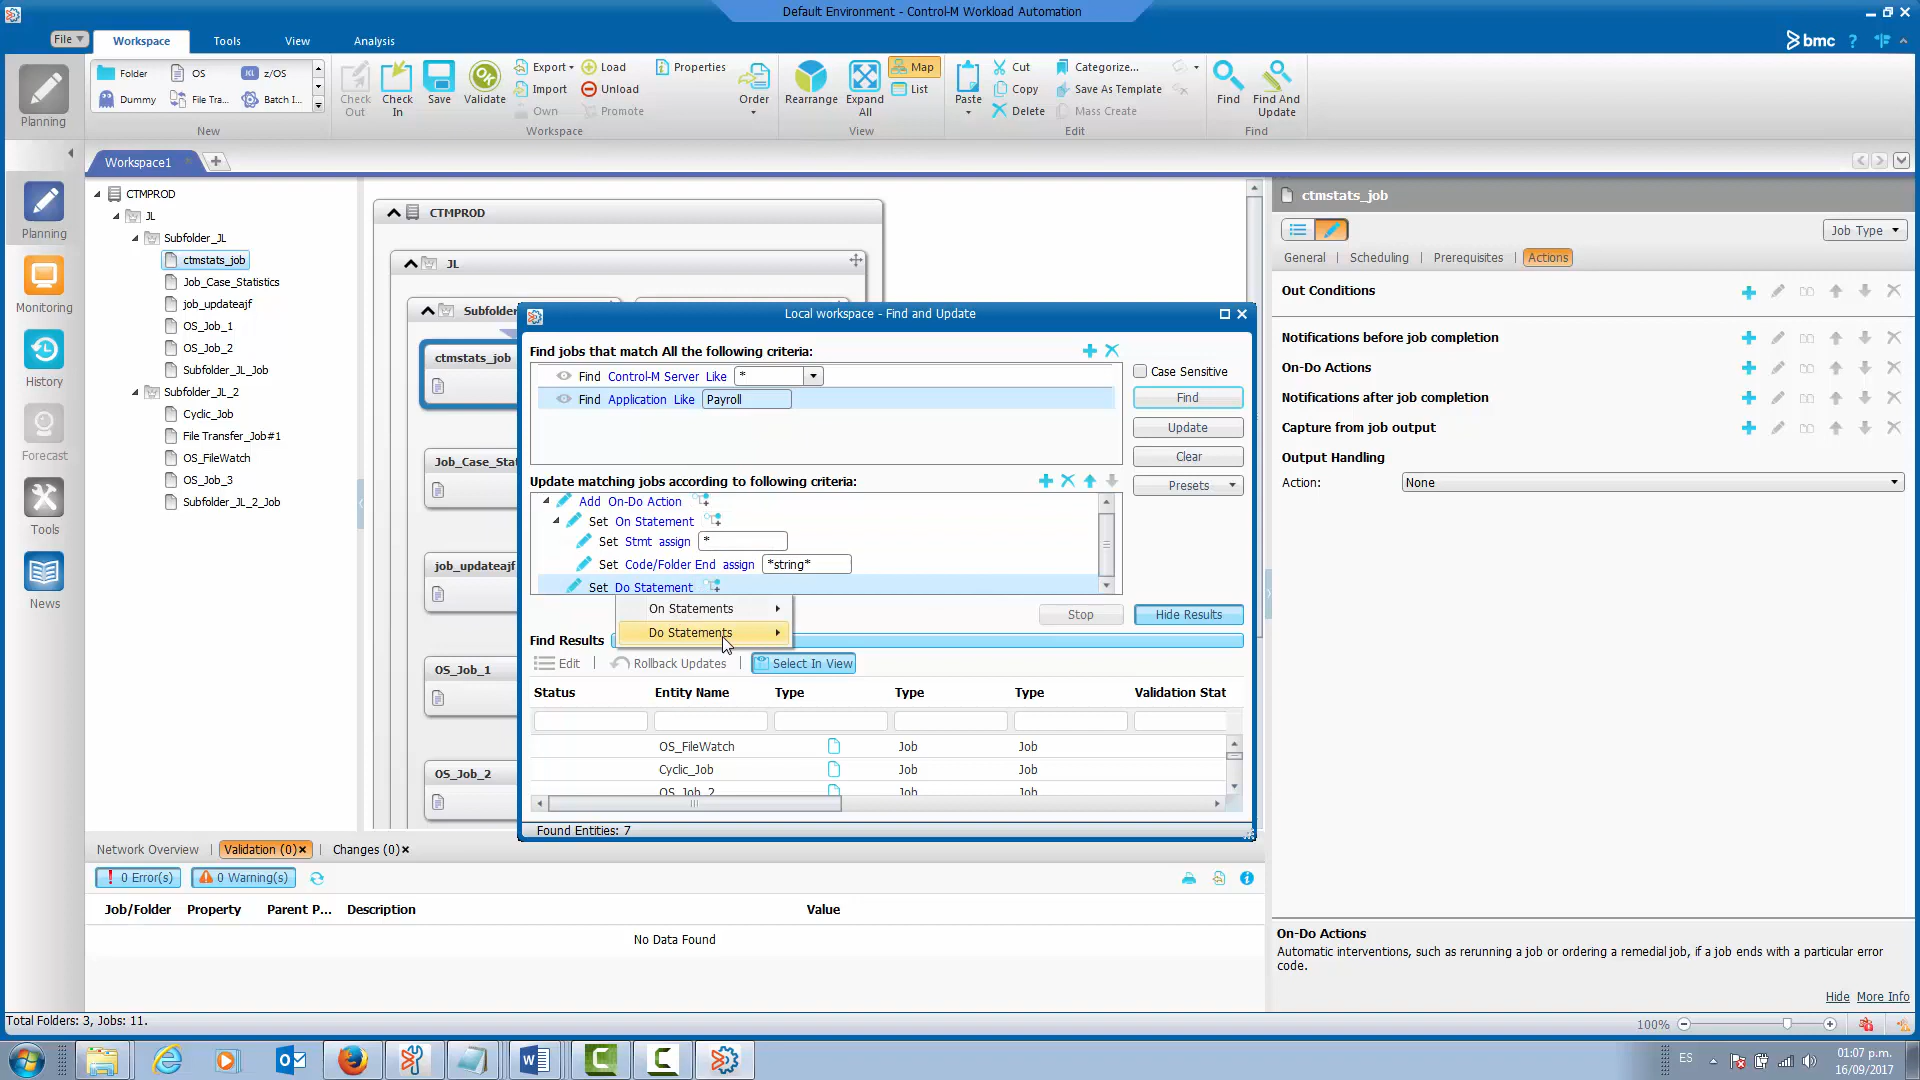 Default Environment - Control-M Workload Automation
File
Workspace
Tools
View
Analysis
bmc
Planning
Folder
OS
z/OS
Dummy
File Tra...
Batch I...
New
Check Out
Check In
Save
Validate
Export
Import
Own
Load
Unload
Promote
Properties
Order
Workspace
Rearrange
Expand All
Map
List
View
Paste
Cut
Copy
Delete
Categorize...
Save As Template
Mass Create
Edit
Find
Find And Update
Find
Workspace1
Planning
Monitoring
History
Forecast
Tools
News
CTMPROD
JL
Subfolder_JL
ctmstats_job
Job_Case_Statistics
job_updateajf
OS_Job_1
OS_Job_2
Subfolder_JL_Job
Subfolder_JL_2
Cyclic_Job
File Transfer_Job#1
OS_FileWatch
OS_Job_3
Subfolder_JL_2_Job
CTMPROD
JL
Subfolder
ctmstats_job
Job_Case_Stat
job_updateajf
OS_Job_1
OS_Job_2
Local workspace - Find and Update
Find jobs that match All the following criteria:
Find Control-M Server Like *
Find Application Like Payroll
Case Sensitive
Find
Update
Clear
Presets
Update matching jobs according to following criteria:
Add On-Do Action
Set On Statement
Set Stmt assign *
Set Code/Folder End assign *string*
Set Do Statement
On Statements
Do Statements
Stop
Hide Results
Find Results
Edit
Rollback Updates
Select In View
Status Entity Name Type Type Type Validation Stat
OS_FileWatch Job Job
Cyclic_Job Job Job
OS_Job_2 Job Job
Found Entities: 7
ctmstats_job
Job Type
General
Scheduling
Prerequisites
Actions
Out Conditions
Notifications before job completion
On-Do Actions
Notifications after job completion
Capture from job output
Output Handling
Action: None
On-Do Actions
Automatic interventions, such as rerunning a job or ordering a remedial job, if a job ends with a particular error
code.
Hide More Info
Network Overview
Validation (0)
Changes (0)
0 Error(s)
0 Warning(s)
Job/Folder Property Parent P... Description Value
No Data Found
Total Folders: 3, Jobs: 11.
100%
ES
01:07 p.m.
16/09/2017